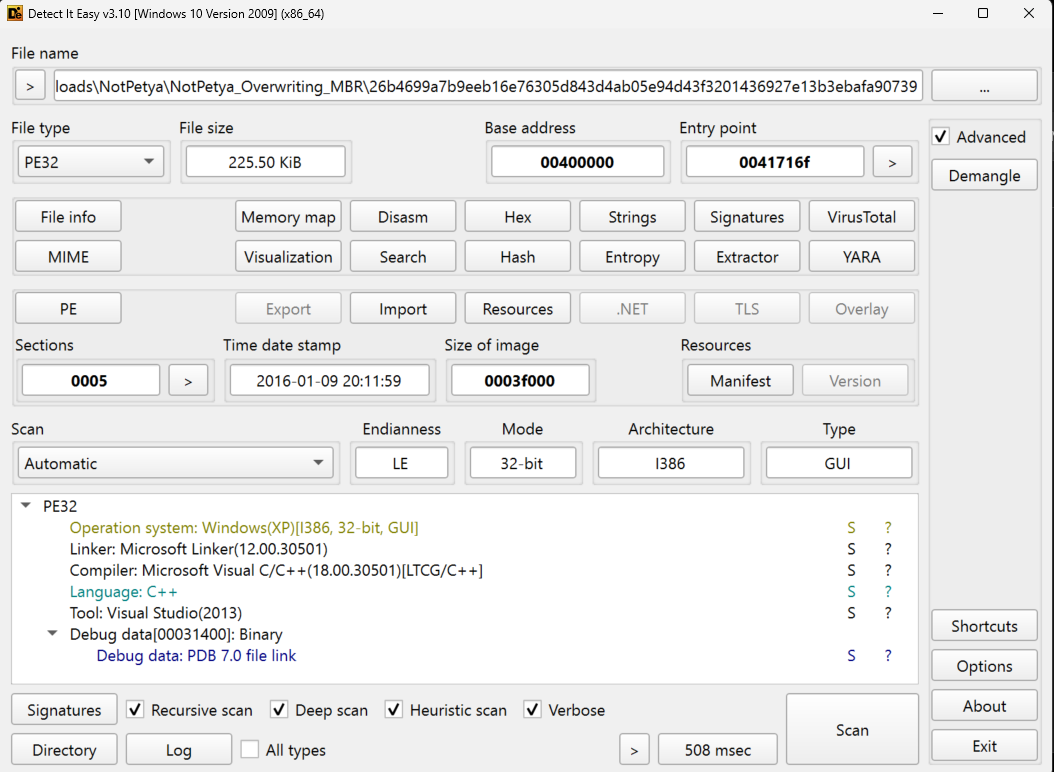 Detect It Easy v3.10 [Windows 10 Version 2009] (x86_64)
File name
> loads\NotPetya\NotPetya_Overwriting_MBR\26b4699a7b9eeb16e76305d843d4ab05e94d43f3201436927e13b3ebafa90739 ...
File type File size Base address Entry point
Advanced
PE32 225.50 KiB 00400000 0041716f >
Demangle
File info Memory map Disasm Hex Strings Signatures VirusTotal
MIME Visualization Search Hash Entropy Extractor YARA
PE Export Import Resources .NET TLS Overlay
Sections Time date stamp Size of image Resources
0005 > 2016-01-09 20:11:59 0003f000 Manifest Version
Scan Endianness Mode Architecture Type
Automatic LE 32-bit I386 GUI
PE32
Operation system: Windows(XP)[I386, 32-bit, GUI] S ?
Linker: Microsoft Linker(12.00.30501) S ?
Compiler: Microsoft Visual C/C++(18.00.30501)[LTCG/C++] S ?
Language: C++ S ?
Tool: Visual Studio(2013) S ?
Debug data[00031400]: Binary
Debug data: PDB 7.0 file link S ?
Shortcuts
Options
About
Exit
Signatures Recursive scan Deep scan Heuristic scan Verbose
Scan
Directory Log All types > 508 msec